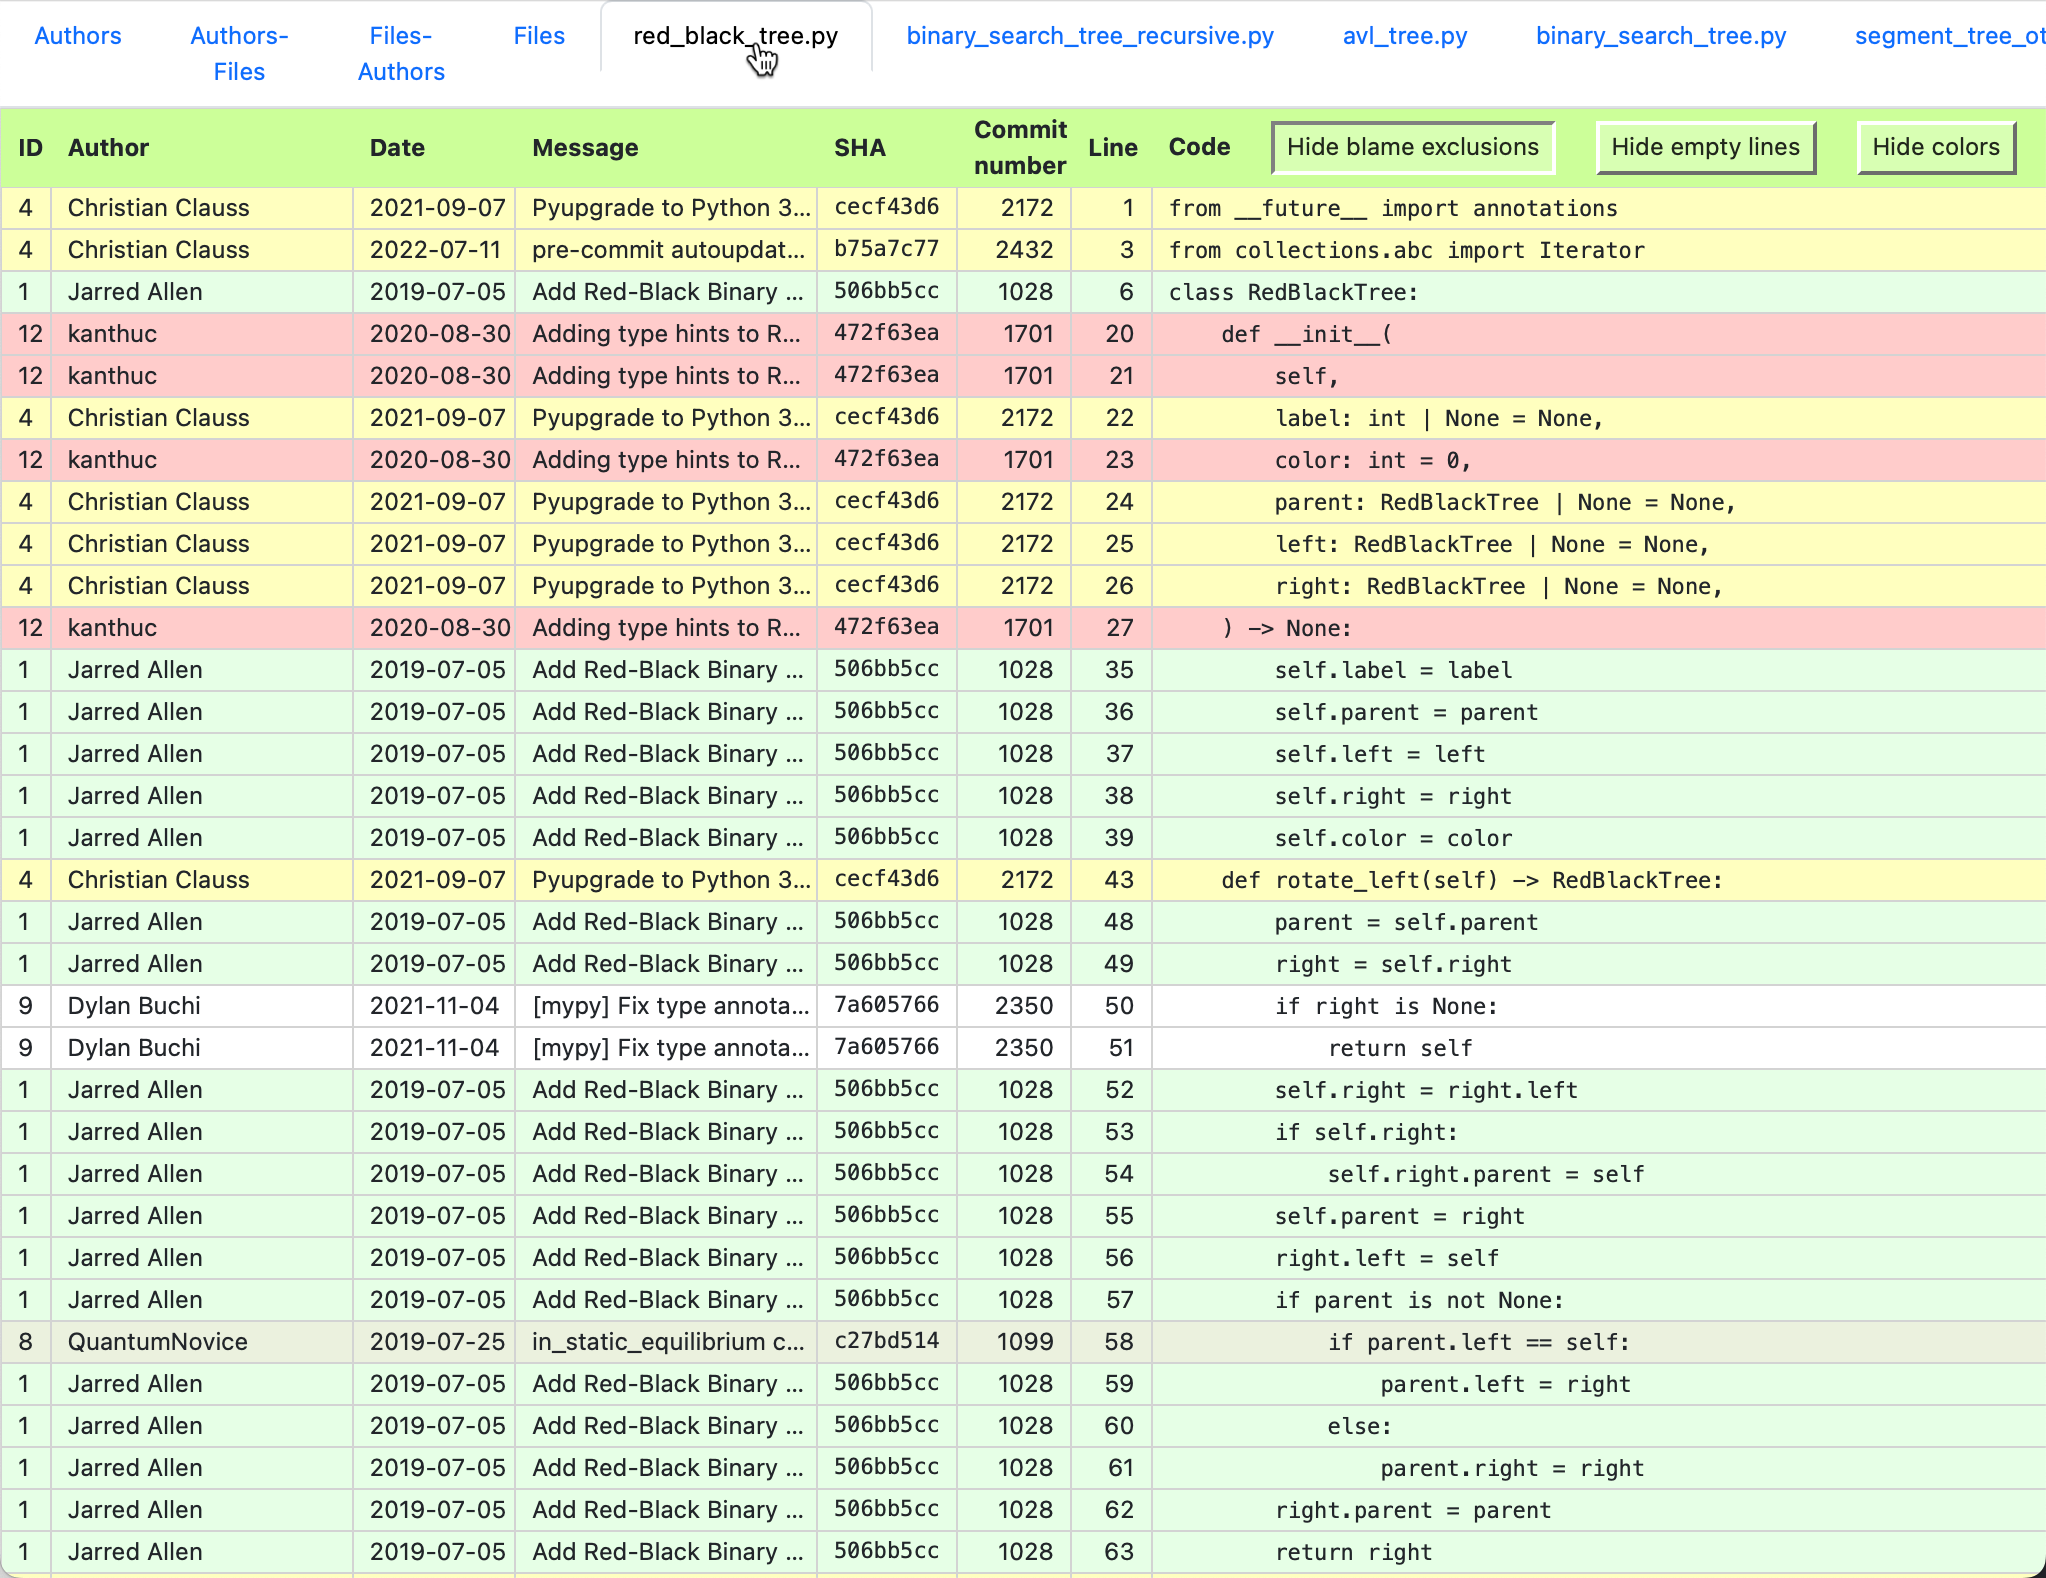 Authors
Authors-
Files
Files-
Authors
Files
red_black_tree.py
binary_search_tree_recursive.py
avl_tree.py
binary_search_tree.py
segment_tree_ot
ID Author Date Message SHA Commit number Line Code Hide blame exclusions Hide empty lines Hide colors
4 Christian Clauss 2021-09-07 Pyupgrade to Python 3... cecf43d6 2172 1 from __future__ import annotations
4 Christian Clauss 2022-07-11 pre-commit autoupdat... b75a7c77 2432 3 from collections.abc import Iterator
1 Jarred Allen 2019-07-05 Add Red-Black Binary ... 506bb5cc 1028 6 class RedBlackTree:
12 kanthuc 2020-08-30 Adding type hints to R... 472f63ea 1701 20 def __init__(
12 kanthuc 2020-08-30 Adding type hints to R... 472f63ea 1701 21 self,
4 Christian Clauss 2021-09-07 Pyupgrade to Python 3... cecf43d6 2172 22 label: int | None = None,
12 kanthuc 2020-08-30 Adding type hints to R... 472f63ea 1701 23 color: int = 0,
4 Christian Clauss 2021-09-07 Pyupgrade to Python 3... cecf43d6 2172 24 parent: RedBlackTree | None = None,
4 Christian Clauss 2021-09-07 Pyupgrade to Python 3... cecf43d6 2172 25 left: RedBlackTree | None = None,
4 Christian Clauss 2021-09-07 Pyupgrade to Python 3... cecf43d6 2172 26 right: RedBlackTree | None = None,
12 kanthuc 2020-08-30 Adding type hints to R... 472f63ea 1701 27 ) -> None:
1 Jarred Allen 2019-07-05 Add Red-Black Binary ... 506bb5cc 1028 35 self.label = label
1 Jarred Allen 2019-07-05 Add Red-Black Binary ... 506bb5cc 1028 36 self.parent = parent
1 Jarred Allen 2019-07-05 Add Red-Black Binary ... 506bb5cc 1028 37 self.left = left
1 Jarred Allen 2019-07-05 Add Red-Black Binary ... 506bb5cc 1028 38 self.right = right
1 Jarred Allen 2019-07-05 Add Red-Black Binary ... 506bb5cc 1028 39 self.color = color
4 Christian Clauss 2021-09-07 Pyupgrade to Python 3... cecf43d6 2172 43 def rotate_left(self) -> RedBlackTree:
1 Jarred Allen 2019-07-05 Add Red-Black Binary ... 506bb5cc 1028 48 parent = self.parent
1 Jarred Allen 2019-07-05 Add Red-Black Binary ... 506bb5cc 1028 49 right = self.right
9 Dylan Buchi 2021-11-04 [mypy] Fix type annota... 7a605766 2350 50 if right is None:
9 Dylan Buchi 2021-11-04 [mypy] Fix type annota... 7a605766 2350 51 return self
1 Jarred Allen 2019-07-05 Add Red-Black Binary ... 506bb5cc 1028 52 self.right = right.left
1 Jarred Allen 2019-07-05 Add Red-Black Binary ... 506bb5cc 1028 53 if self.right:
1 Jarred Allen 2019-07-05 Add Red-Black Binary ... 506bb5cc 1028 54 self.right.parent = self
1 Jarred Allen 2019-07-05 Add Red-Black Binary ... 506bb5cc 1028 55 self.parent = right
1 Jarred Allen 2019-07-05 Add Red-Black Binary ... 506bb5cc 1028 56 right.left = self
1 Jarred Allen 2019-07-05 Add Red-Black Binary ... 506bb5cc 1028 57 if parent is not None:
8 QuantumNovice 2019-07-25 in_static_equilibrium c... c27bd514 1099 58 if parent.left == self:
1 Jarred Allen 2019-07-05 Add Red-Black Binary ... 506bb5cc 1028 59 parent.left = right
1 Jarred Allen 2019-07-05 Add Red-Black Binary ... 506bb5cc 1028 60 else:
1 Jarred Allen 2019-07-05 Add Red-Black Binary ... 506bb5cc 1028 61 parent.right = right
1 Jarred Allen 2019-07-05 Add Red-Black Binary ... 506bb5cc 1028 62 right.parent = parent
1 Jarred Allen 2019-07-05 Add Red-Black Binary ... 506bb5cc 1028 63 return right